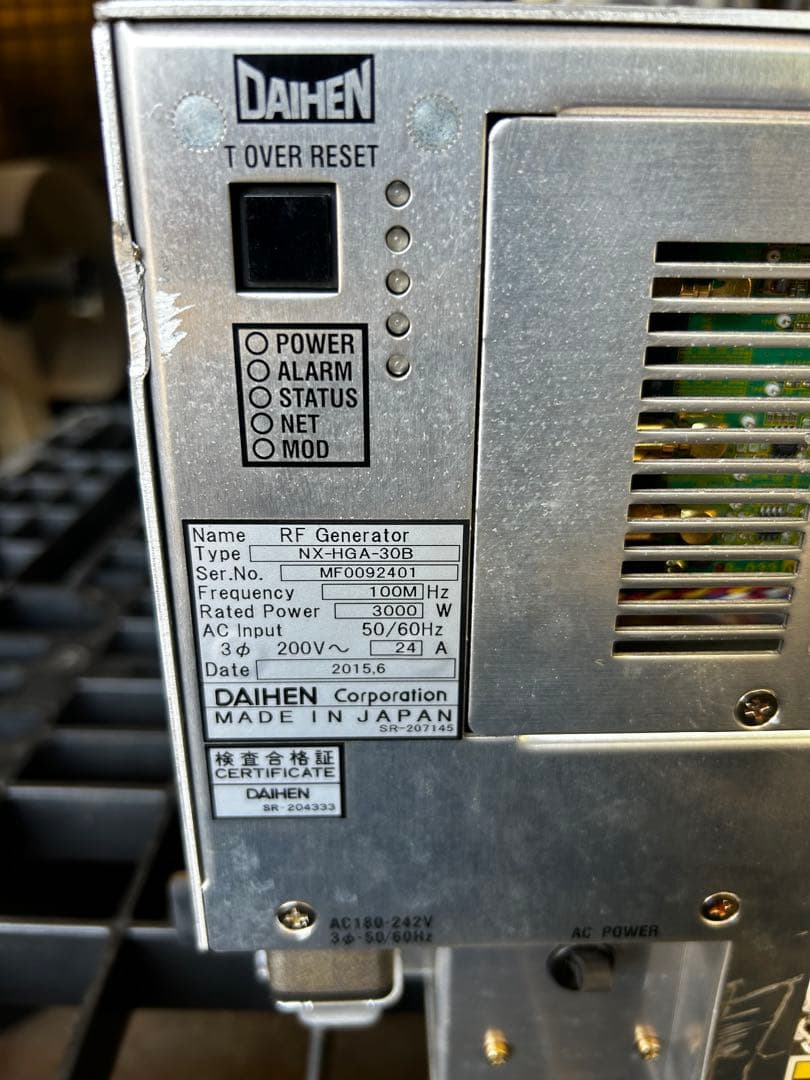 DAIHEN
T OVER RESET
POWER
ALARM
STATUS
NET
MOD
Name RF Generator
Type NX-HGA-30B
Ser.No. MF0092401
Frequency 100M Hz
Rated Power 3000 W
AC Input 50/60Hz
3φ 200V～ 24 A
Date 2015.6
DAIHEN Corporation
MADE IN JAPAN
SR-207145
検査合格証
CERTIFICATE
DAIHEN
SR-204333
AC180-242V
3φ-50/60Hz
AC POWER